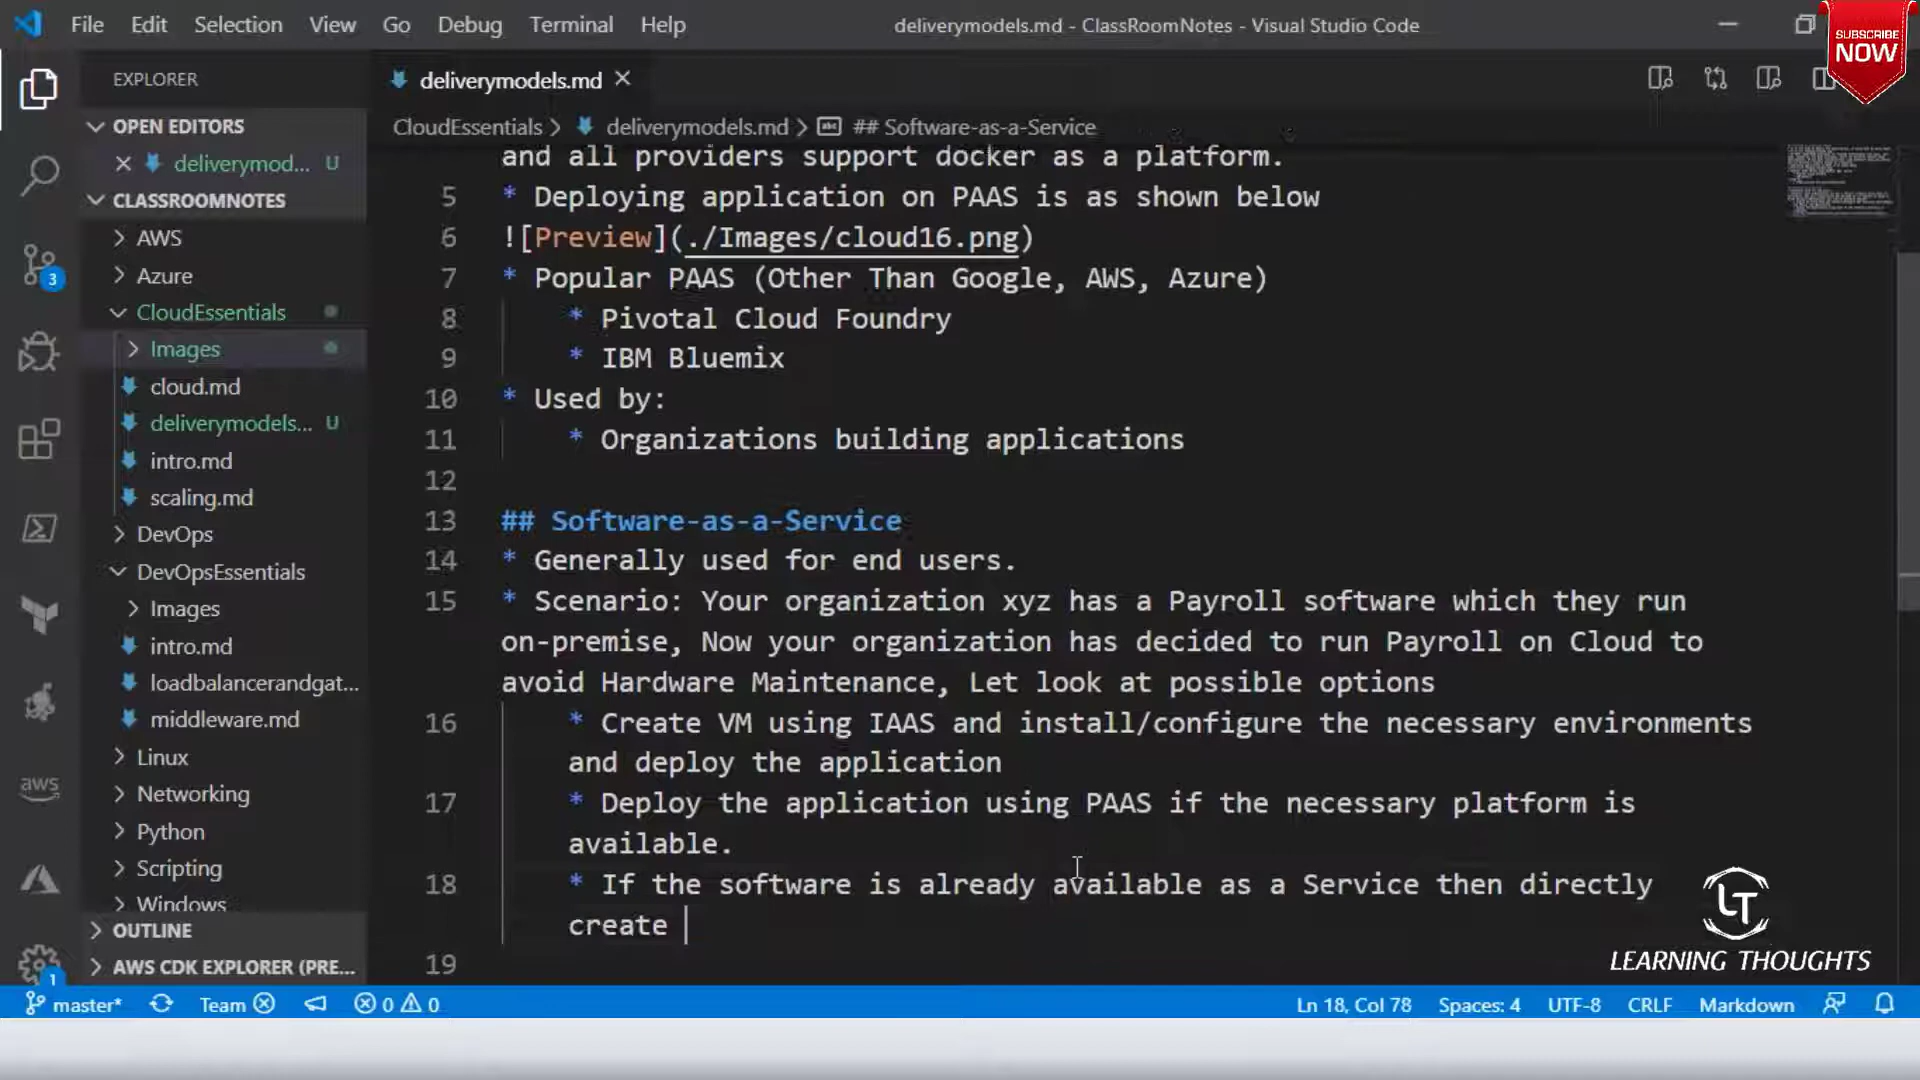 File Edit Selection View Go Debug Terminal Help deliverymodels.md - ClassRoomNotes - Visual Studio Code
SUBSCRIBE
NOW
EXPLORER
deliverymodels.md
OPEN EDITORS
deliverymod... U
CLASSROOMNOTES
AWS
Azure
CloudEssentials
Images
cloud.md
deliverymodels... U
intro.md
scaling.md
DevOps
DevOpsEssentials
Images
intro.md
loadbalancerandgat...
middleware.md
Linux
Networking
Python
Scripting
Windows
OUTLINE
AWS CDK EXPLORER (PRE...
3
aws
1
CloudEssentials > deliverymodels.md > abc ## Software-as-a-Service
and all providers support docker as a platform.
5 * Deploying application on PAAS is as shown below
6 ![Preview](./Images/cloud16.png)
7 * Popular PAAS (Other Than Google, AWS, Azure)
8 * Pivotal Cloud Foundry
9 * IBM Bluemix
10 * Used by:
11 * Organizations building applications
12
13 ## Software-as-a-Service
14 * Generally used for end users.
15 * Scenario: Your organization xyz has a Payroll software which they run
on-premise, Now your organization has decided to run Payroll on Cloud to
avoid Hardware Maintenance, Let look at possible options
16 * Create VM using IAAS and install/configure the necessary environments
and deploy the application
17 * Deploy the application using PAAS if the necessary platform is
available.
18 * If the software is already available as a Service then directly
create
19
LT
LEARNING THOUGHTS
master* Team 0 0 Ln 18, Col 78 Spaces: 4 UTF-8 CRLF Markdown